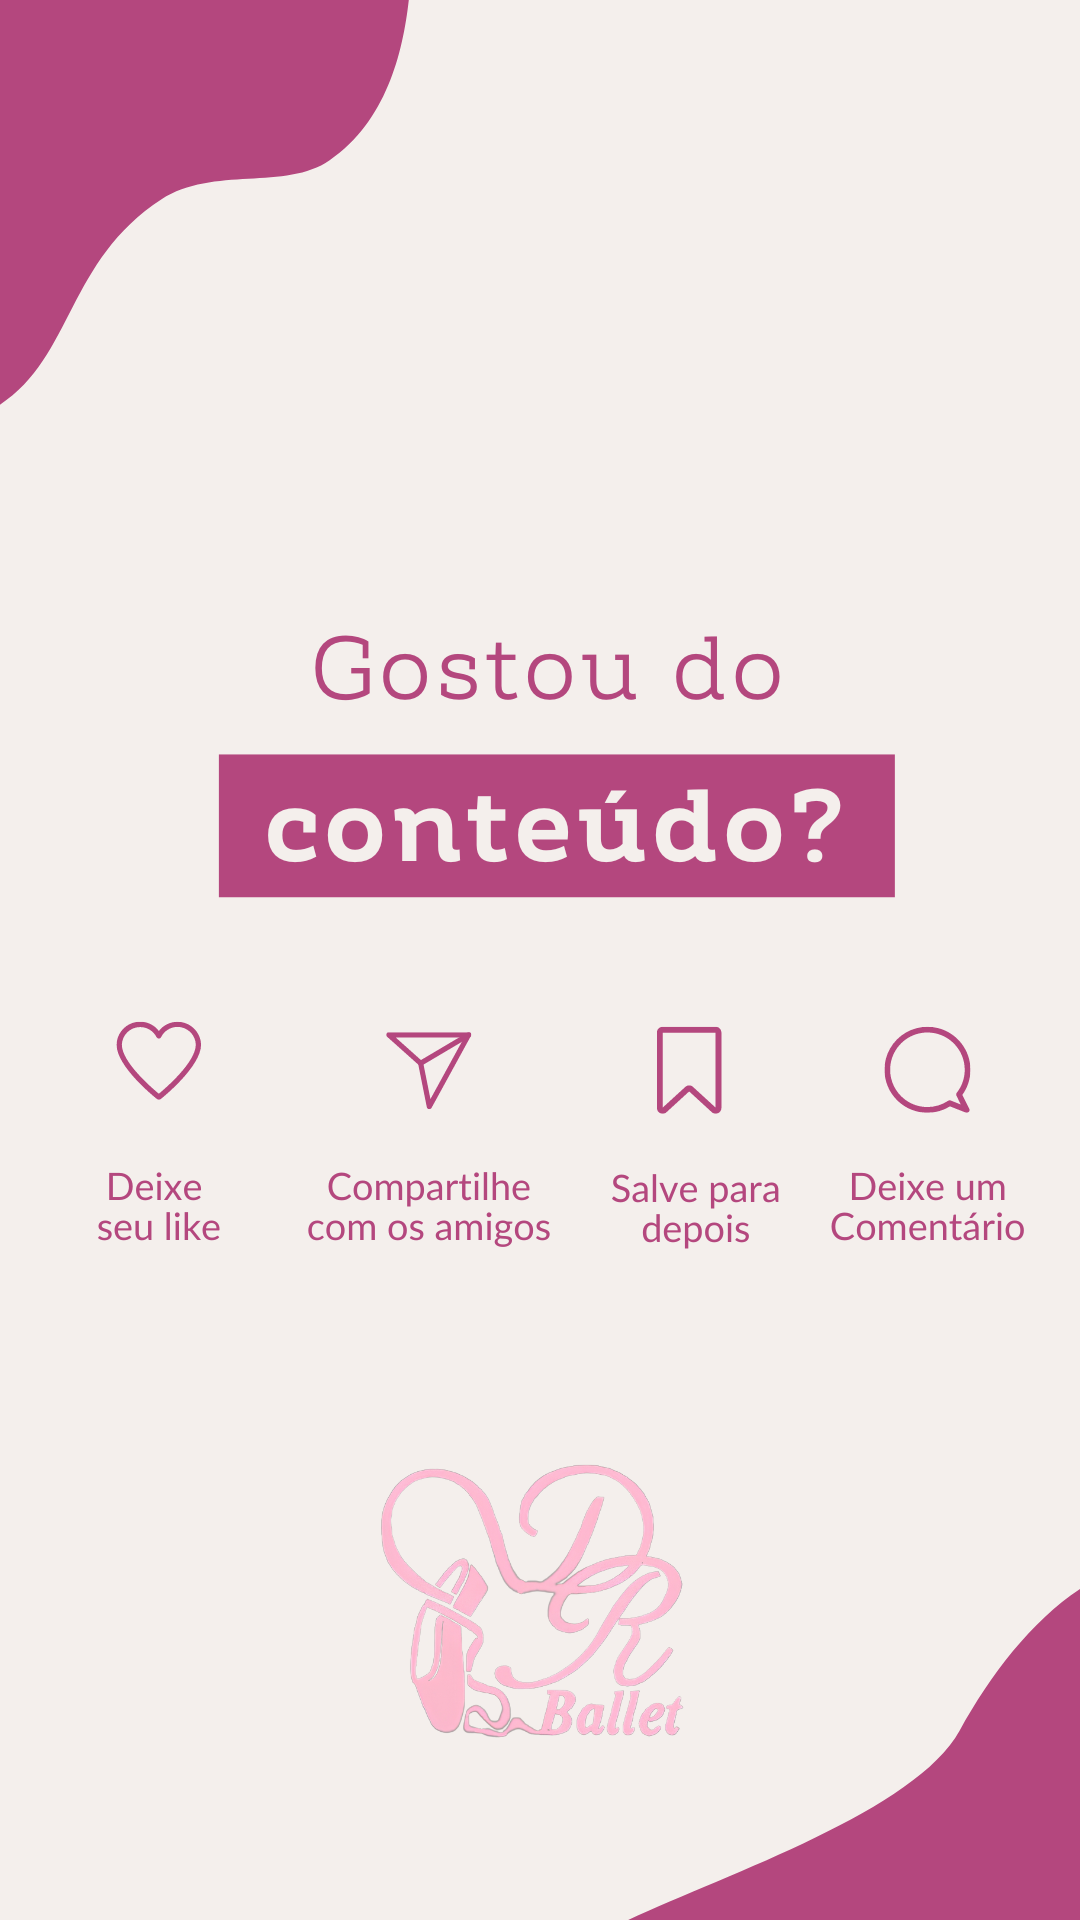 Gostou do
conteúdo?
Deixe
seu like
Compartilhe
com os amigos
Salve para
depois
Deixe um
Comentário
DR
Ballet